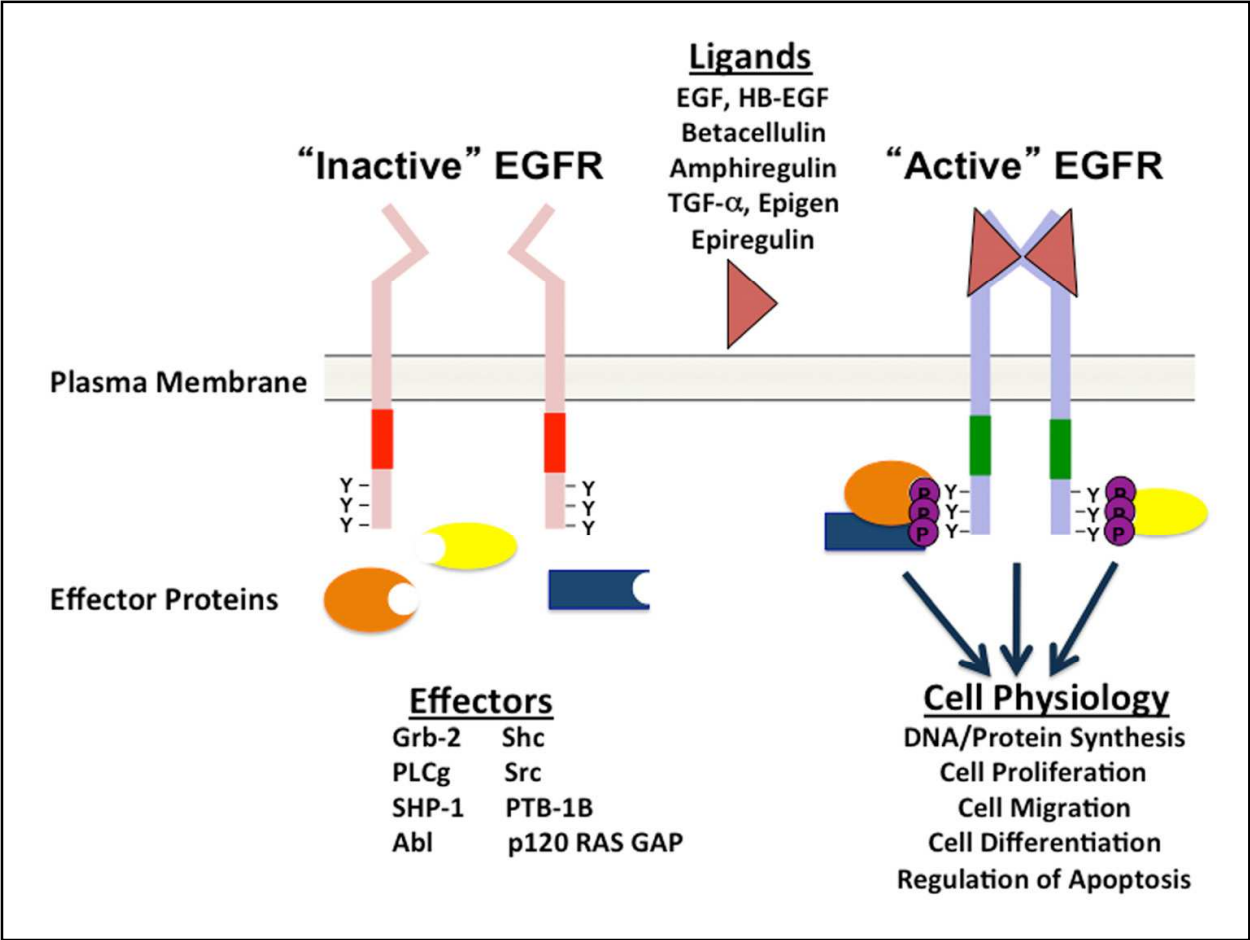 Ligands
EGF, HB-EGF
Betacellulin
Amphiregulin
TGF-α, Epigen
Epiregulin
“Inactive” EGFR
“Active” EGFR
Plasma Membrane
Y
Y
Y
Y
Y
Y
P Y
P Y
P Y
Y P
Y P
Y P
Effector Proteins
Effectors
Grb-2 Shc
PLCg Src
SHP-1 PTB-1B
Abl p120 RAS GAP
Cell Physiology
DNA/Protein Synthesis
Cell Proliferation
Cell Migration
Cell Differentiation
Regulation of Apoptosis